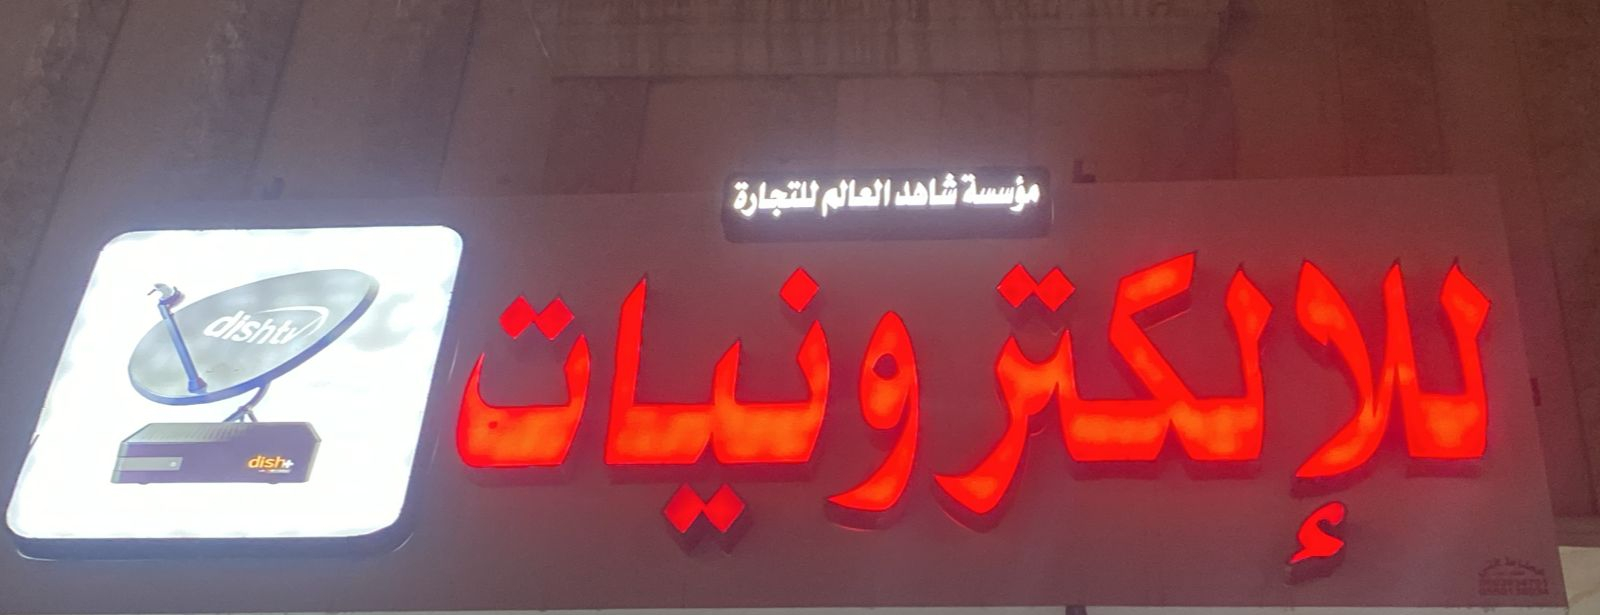 مؤسسة شاهد العالم للتجارة
للإلكترونيات
dishtv
dish+